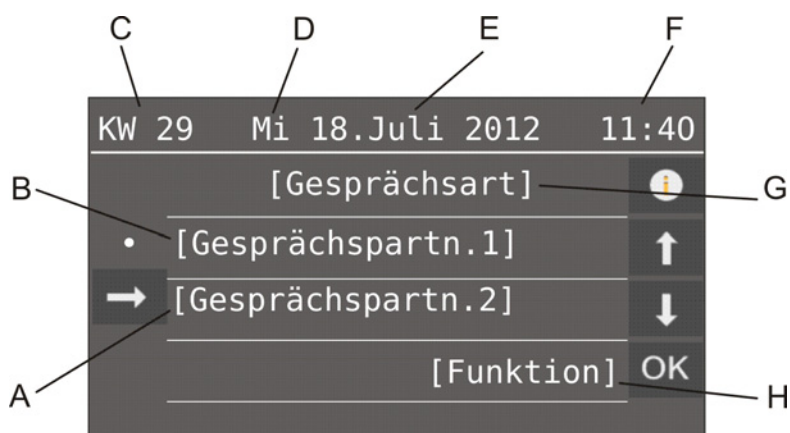 C D E F
KW 29 Mi 18.Juli 2012 11:40
B [Gesprächsart] i G
[Gesprächspartn.1]
[Gesprächspartn.2]
[Funktion] OK
A H